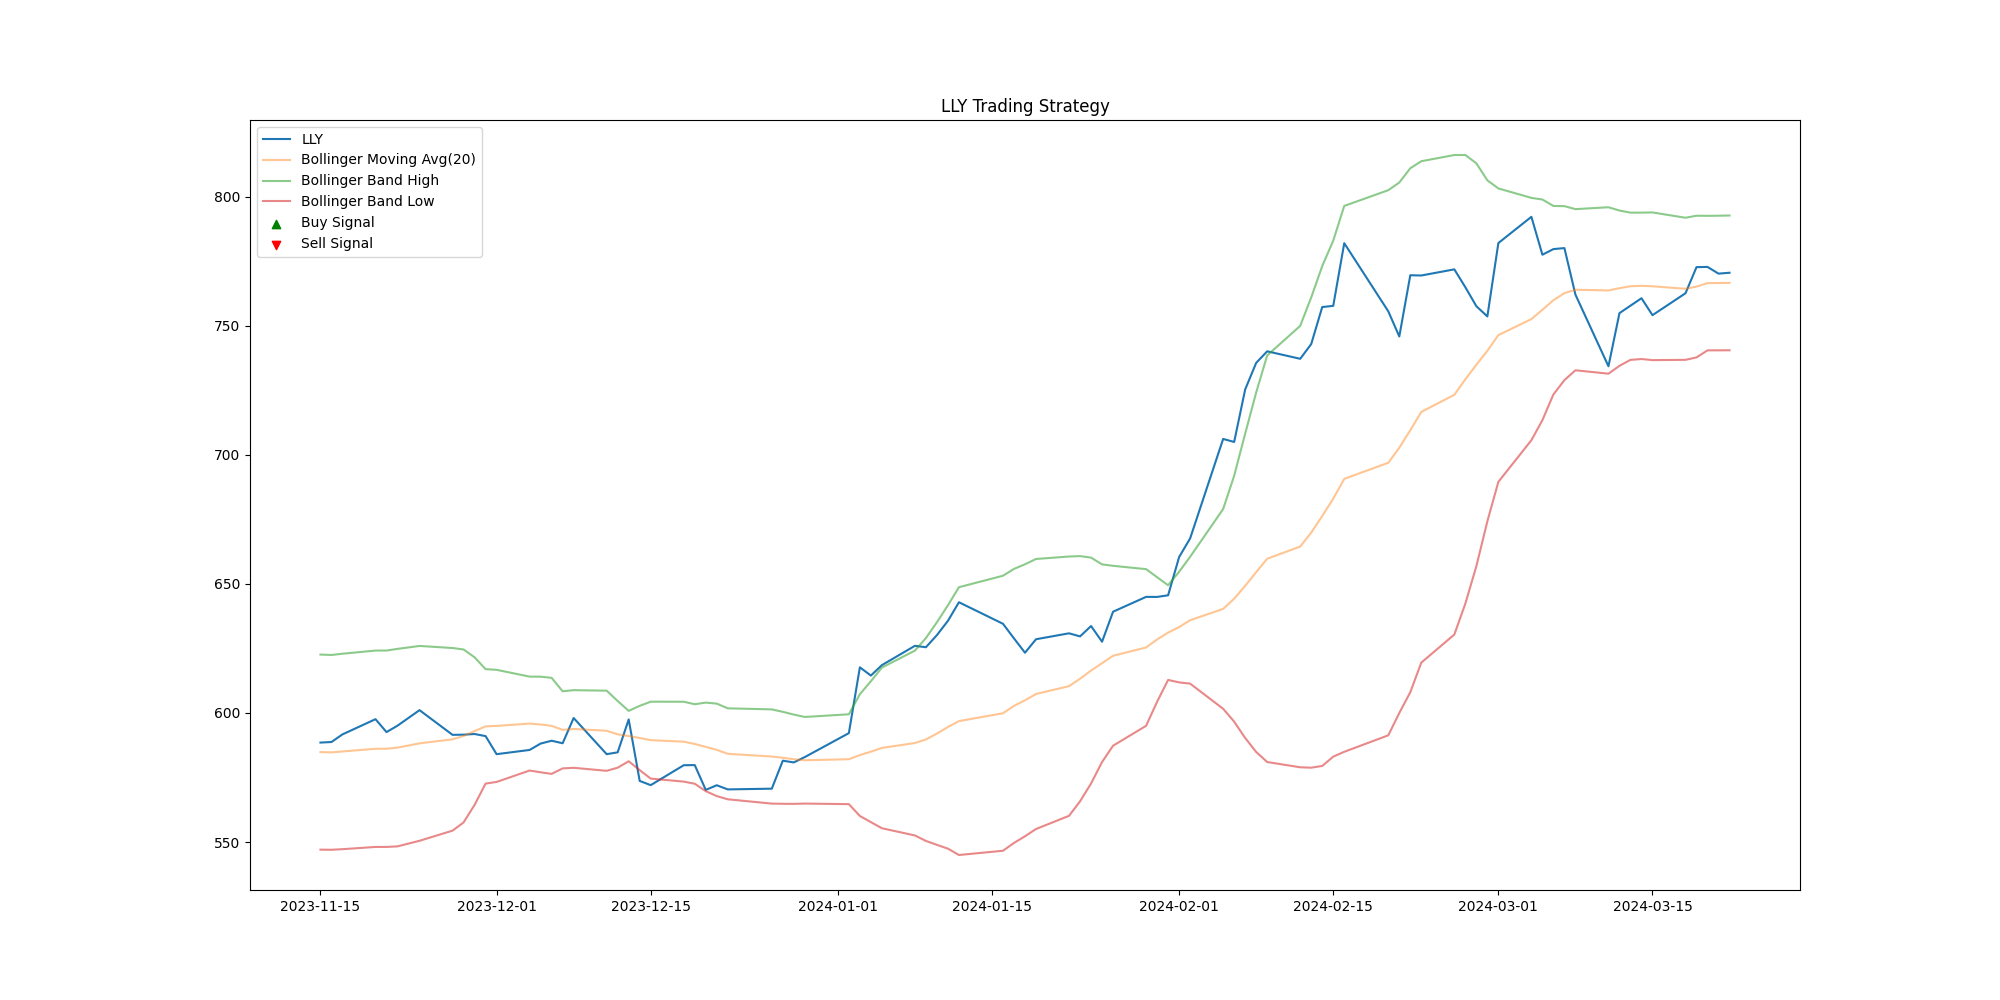 LLY Trading Strategy
LLY
Bollinger Moving Avg(20)
Bollinger Band High
Bollinger Band Low
Buy Signal
Sell Signal
800
750
700
650
600
550
2023-11-15 2023-12-01 2023-12-15 2024-01-01 2024-01-15 2024-02-01 2024-02-15 2024-03-01 2024-03-15